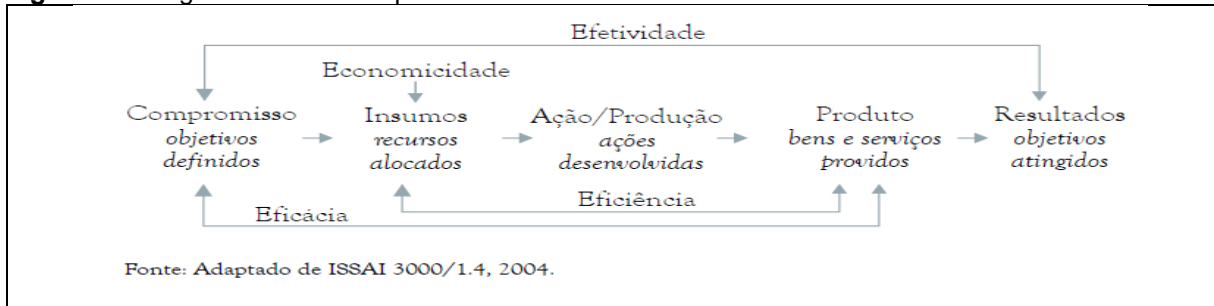 Efetividade
Economicidade
Compromisso
objetivos
definidos
Insumos
recursos
alocados
Ação/Produção
ações
desenvolvidas
Produto
bens e serviços
providos
Resultados
objetivos
atingidos
Eficiência
Eficácia
Fonte: Adaptado de ISSAI 3000/1.4, 2004.